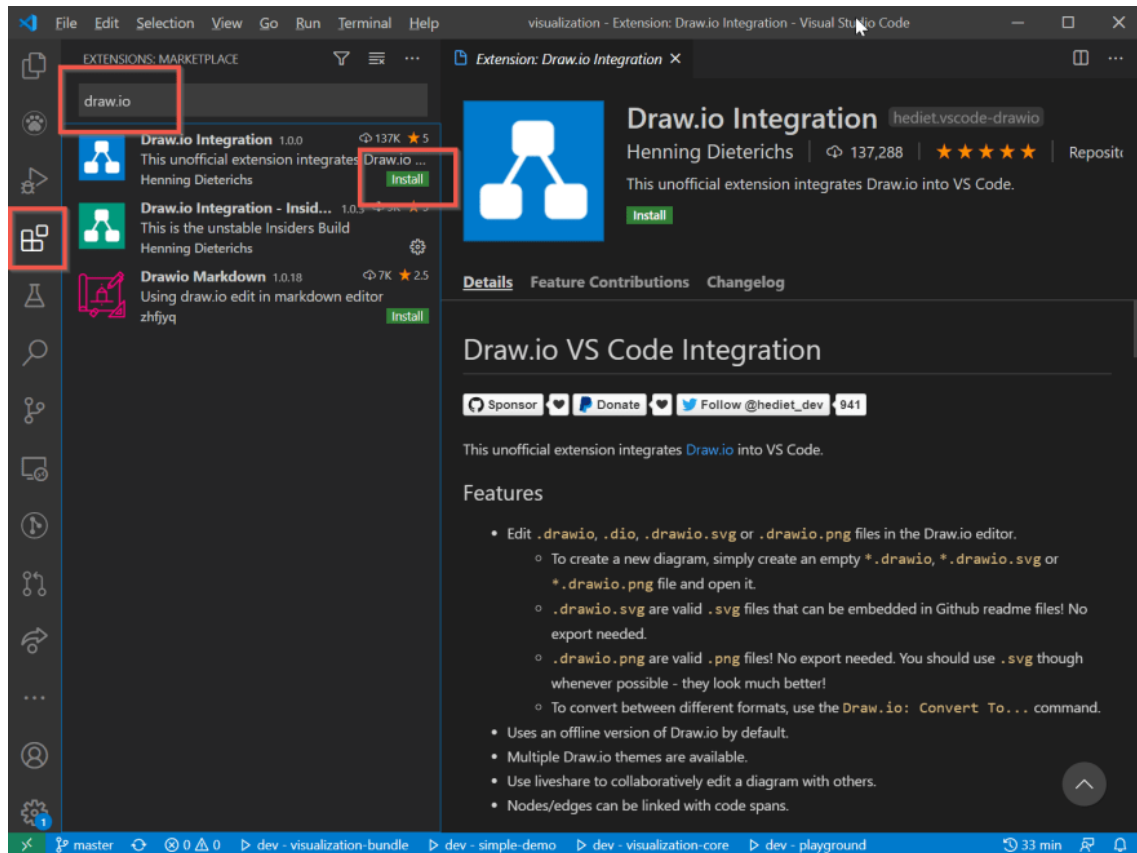 File Edit Selection View Go Run Terminal Help
visualization - Extension: Draw.io Integration - Visual Studio Code
EXTENSIONS: MARKETPLACE
draw.io
Draw.io Integration 1.0.0 137K ★ 5
This unofficial extension integrates Draw.io ...
Henning Dieterichs
Install
Draw.io Integration - Insid...
This is the unstable Insiders Build
Henning Dieterichs
Drawio Markdown 1.0.18 7K ★ 2.5
Using draw.io edit in markdown editor
zhfjyq
Install
Extension: Draw.io Integration ×
Draw.io Integration hediet.vscode-drawio
Henning Dieterichs | 137,288 | ★★★★★ | Reposit
This unofficial extension integrates Draw.io into VS Code.
Install
Details Feature Contributions Changelog
Draw.io VS Code Integration
Sponsor Donate Follow @hediet_dev 941
This unofficial extension integrates Draw.io into VS Code.
Features
• Edit .drawio, .dio, .drawio.svg or .drawio.png files in the Draw.io editor.
◦ To create a new diagram, simply create an empty *.drawio, *.drawio.svg or
*.drawio.png file and open it.
◦ .drawio.svg are valid .svg files that can be embedded in Github readme files! No
export needed.
◦ .drawio.png are valid .png files! No export needed. You should use .svg though
whenever possible - they look much better!
◦ To convert between different formats, use the Draw.io: Convert To... command.
• Uses an offline version of Draw.io by default.
• Multiple Draw.io themes are available.
• Use liveshare to collaboratively edit a diagram with others.
• Nodes/edges can be linked with code spans.
1
master 0 0 dev - visualization-bundle dev - simple-demo dev - visualization-core dev - playground 33 min